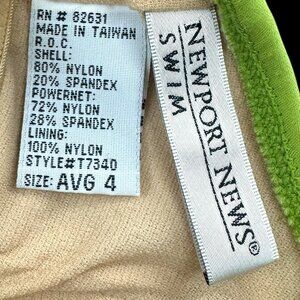 RN # 82631
MADE IN TAIWAN
R.O.C.
SHELL:
80% NYLON
20% SPANDEX
POWERNET:
72% NYLON
28% SPANDEX
LINING:
100% NYLON
STYLE#T7340
SIZE: AVG 4
NEWPORT NEWS®
SWIM